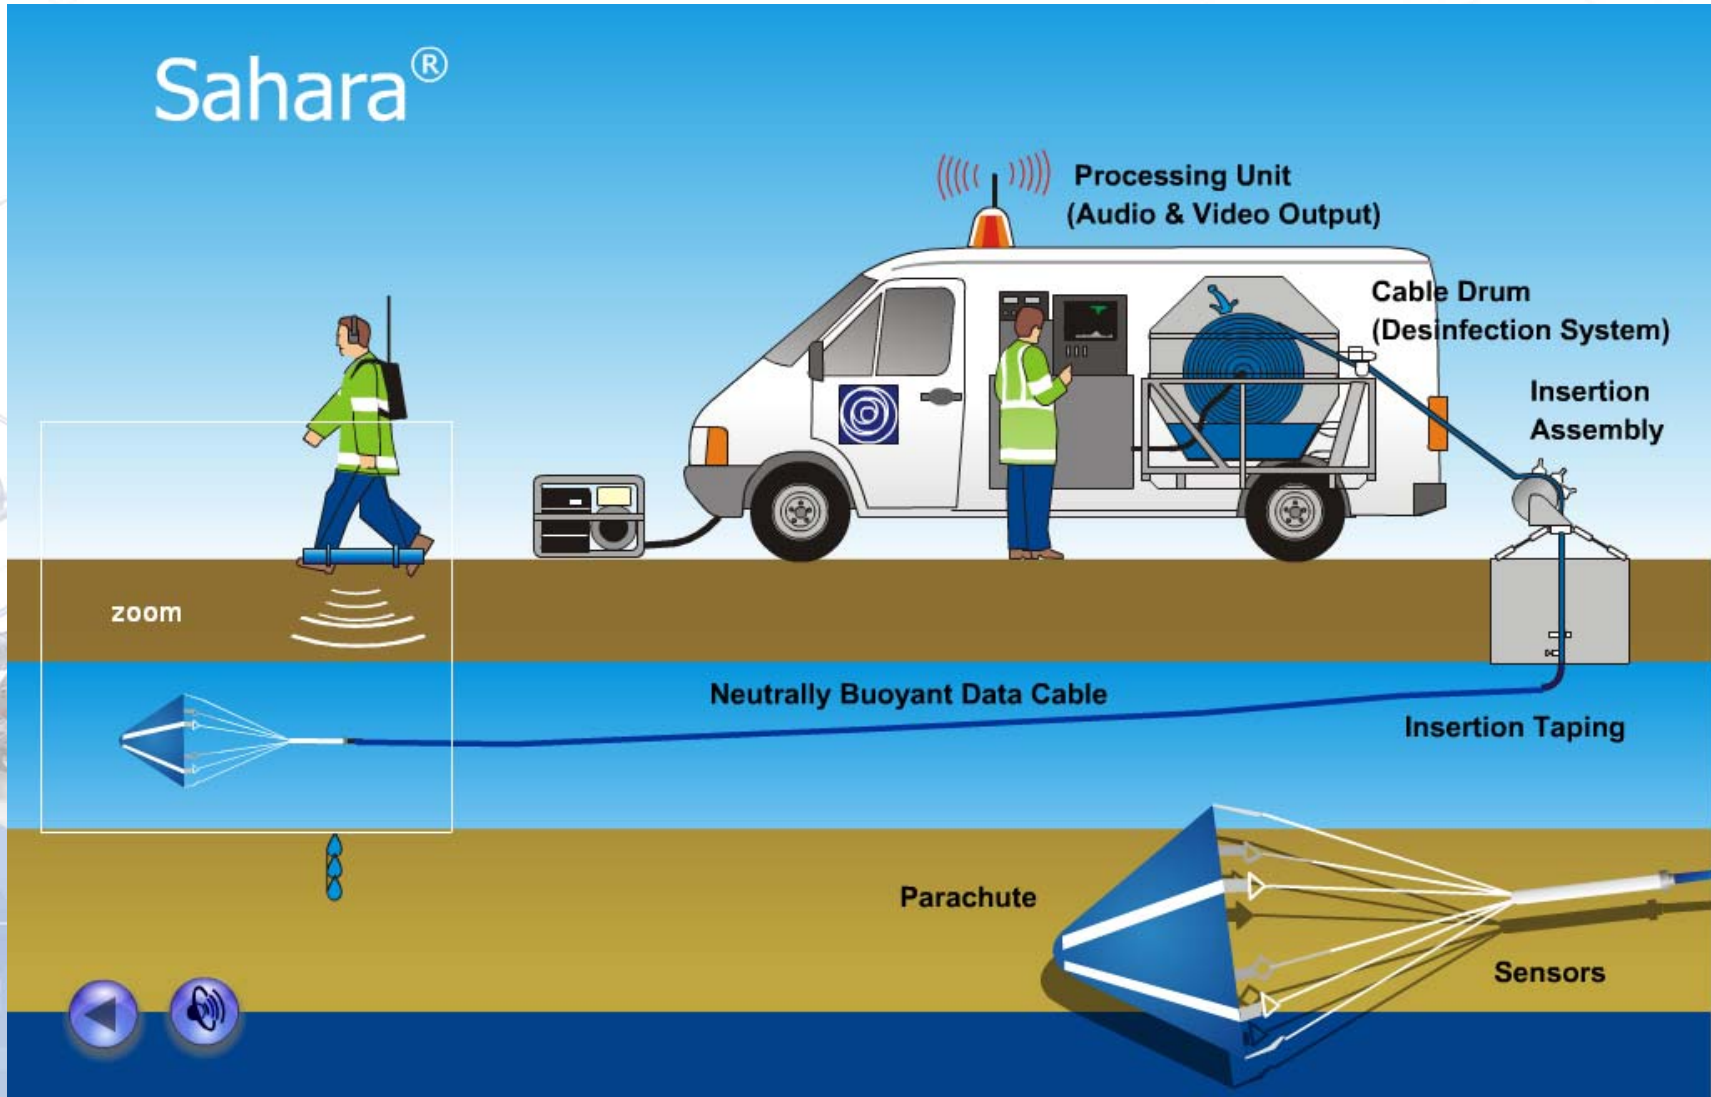 Sahara®
Processing Unit
(Audio & Video Output)
Cable Drum
(Desinfection System)
Insertion
Assembly
zoom
Neutrally Buoyant Data Cable
Insertion Taping
Parachute
Sensors